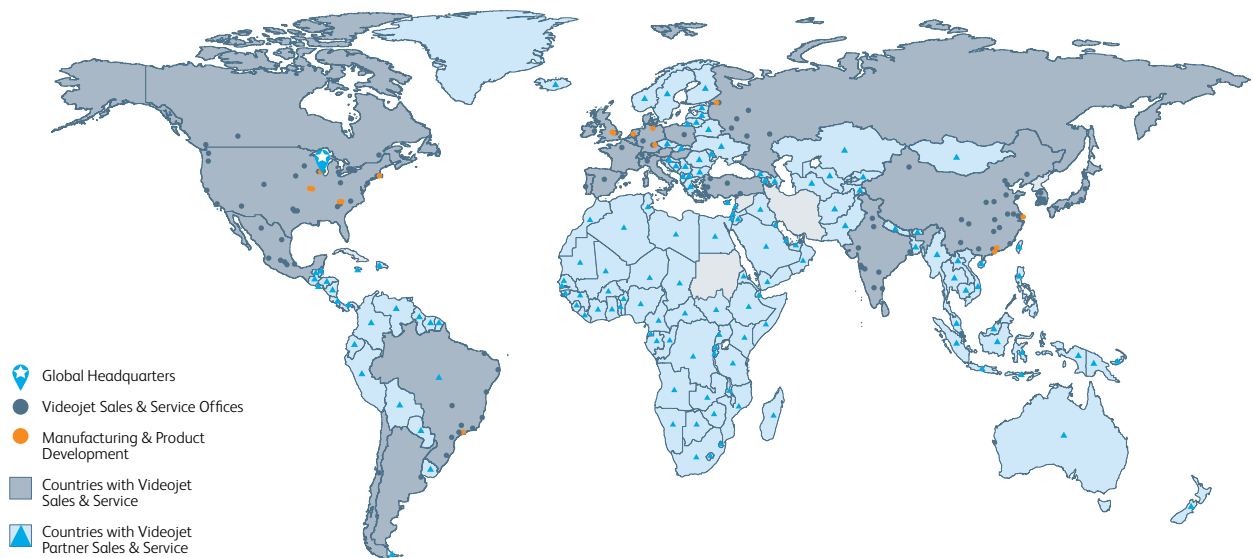 Global Headquarters
Videojet Sales & Service Offices
Manufacturing & Product
Development
Countries with Videojet
Sales & Service
Countries with Videojet
Partner Sales & Service